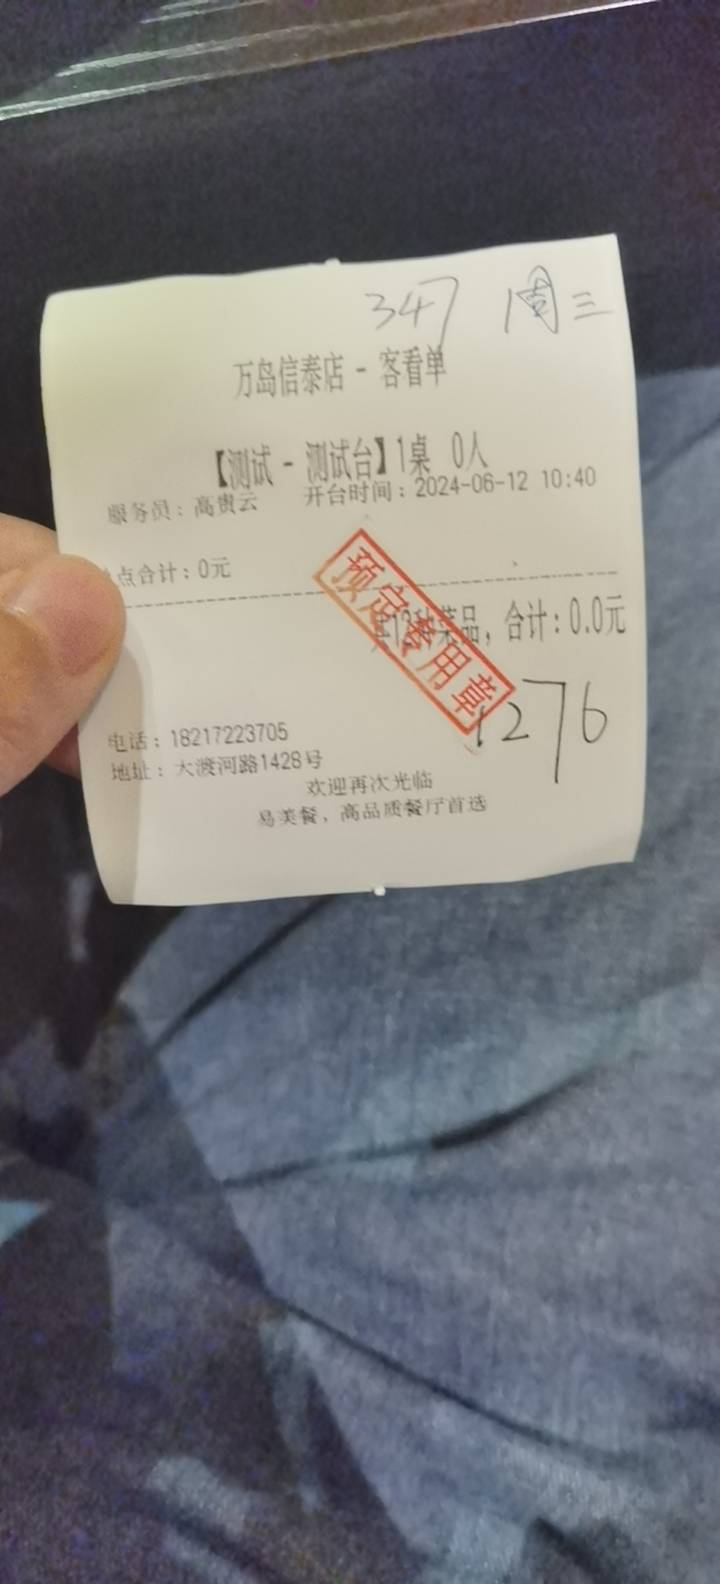 347 周三
万岛信泰店 - 客看单
【测试 - 测试台】1桌 0人
服务员：高贵云 开台时间：2024-06-12 10:40
点合计：0元
菜品，合计：0.0元
预定专用章
1276
电话：18217223705
地址：大渡河路1428号
欢迎再次光临
易美餐，高品质餐厅首选